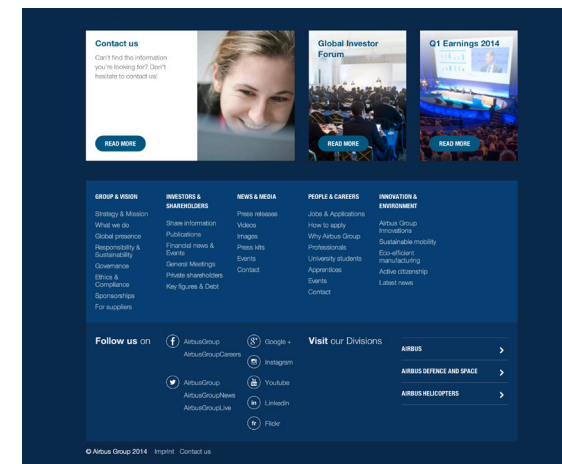 Contact us
Can't find the information
you're looking for? Don't
hesitate to contact us!
READ MORE
Global Investor
Forum
READ MORE
Q1 Earnings 2014
READ MORE
GROUP & VISION
Strategy & Mission
What we do
Global presence
Responsibility &
Sustainability
Governance
Ethics &
Compliance
Sponsorships
For suppliers
INVESTORS &
SHAREHOLDERS
Share information
Publications
Financial news &
Events
General Meetings
Private shareholders
Key figures & Debt
NEWS & MEDIA
Press releases
Videos
Images
Press kits
Events
Contact
PEOPLE & CAREERS
Jobs & Applications
How to apply
Why Airbus Group
Professionals
University students
Apprentices
Events
Contact
INNOVATION &
ENVIRONMENT
Airbus Group
Innovations
Sustainable mobility
Eco-efficient
manufacturing
Active citizenship
Latest news
Follow us on
AirbusGroup
AirbusGroupCareers
AirbusGroup
AirbusGroupNews
AirbusGroupLive
Google +
Instagram
Youtube
LinkedIn
Flickr
Visit our Divisions
AIRBUS
AIRBUS DEFENCE AND SPACE
AIRBUS HELICOPTERS
© Airbus Group 2014 Imprint Contact us